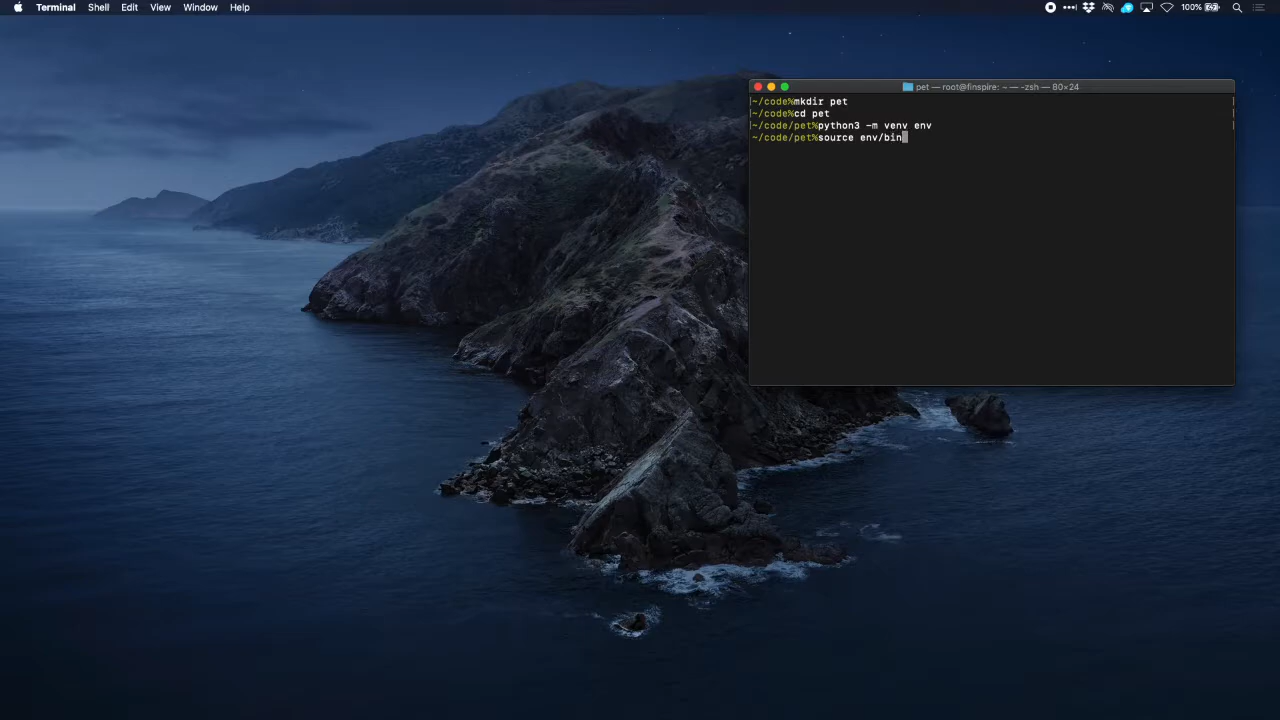 Terminal Shell Edit View Window Help
100%
pet — root@finspire: ~ — -zsh — 80×24
~/code%mkdir pet
~/code%cd pet
~/code/pet%python3 -m venv env
~/code/pet%source env/bin